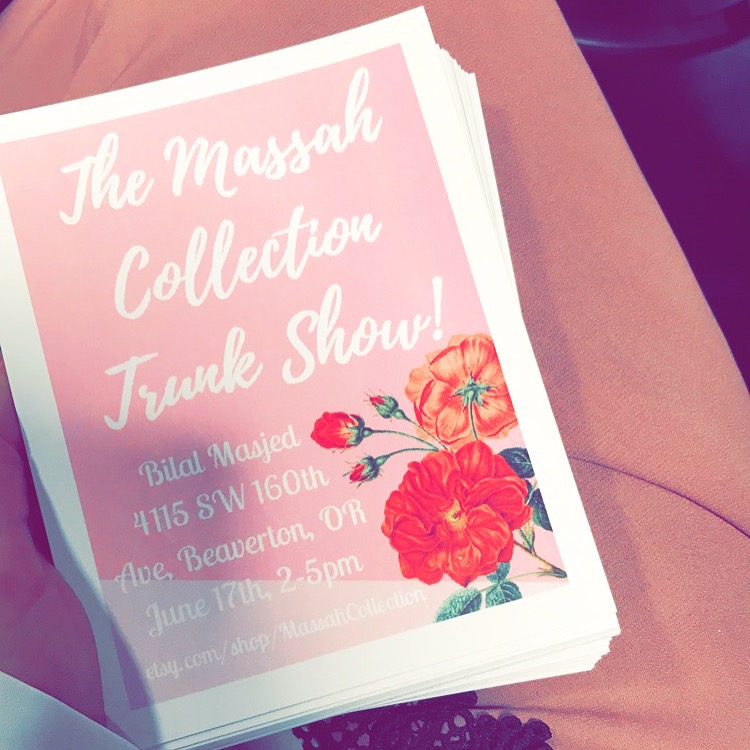 The Massah
Collection
Trunk Show!
Bilal Masjed
4115 SW 160th
Ave, Beaverton, OR
June 17th, 2-5pm
etsy.com/shop/MassahCollection